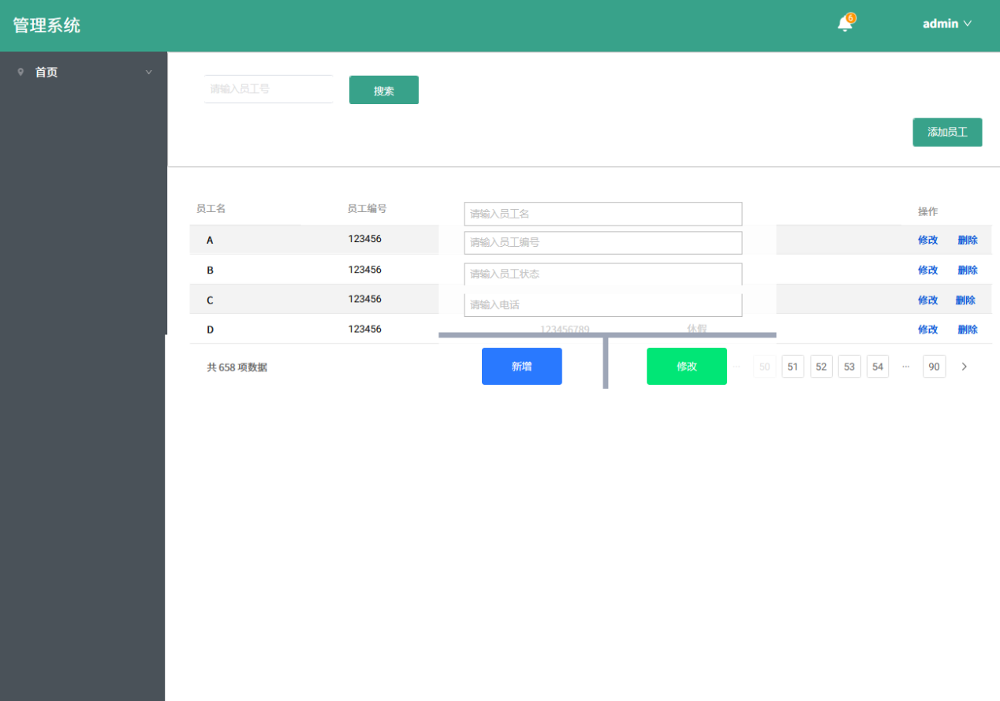 管理系统
6
admin
首页
请输入员工号
搜索
添加员工
员工名 员工编号 请输入员工名 操作
A 123456 请输入员工编号 修改 删除
B 123456 请输入员工状态 修改 删除
C 123456 请输入电话 修改 删除
D 123456 123456789 休假 修改 删除
共 658 项数据 新增 修改 ··· 50 51 52 53 54 ··· 90